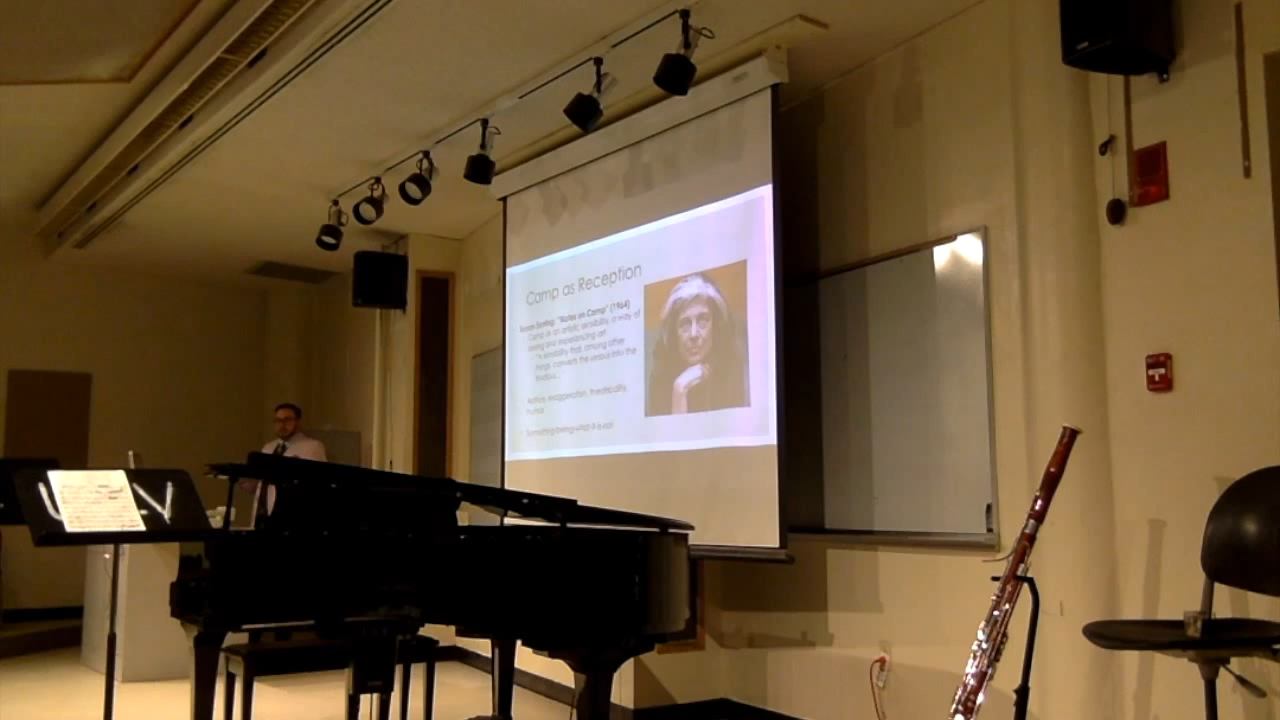 Camp as Reception
Susan Sontag: "Notes on Camp" (1964)
Camp is an artistic sensibility, a way of
seeing and experiencing art
"A sensibility that, among other
things, converts the serious into the
frivolous...
Artifice, exaggeration, theatricality,
humor
Something being what it is not